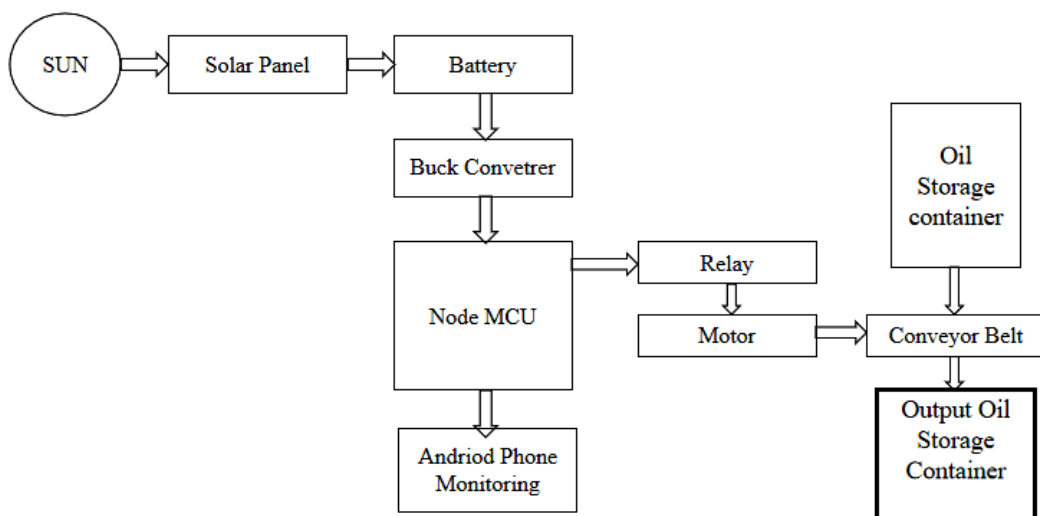 SUN
Solar Panel
Battery
Buck Convetrer
Oil
Storage
container
Node MCU
Relay
Motor
Conveyor Belt
Andriod Phone
Monitoring
Output Oil
Storage
Container